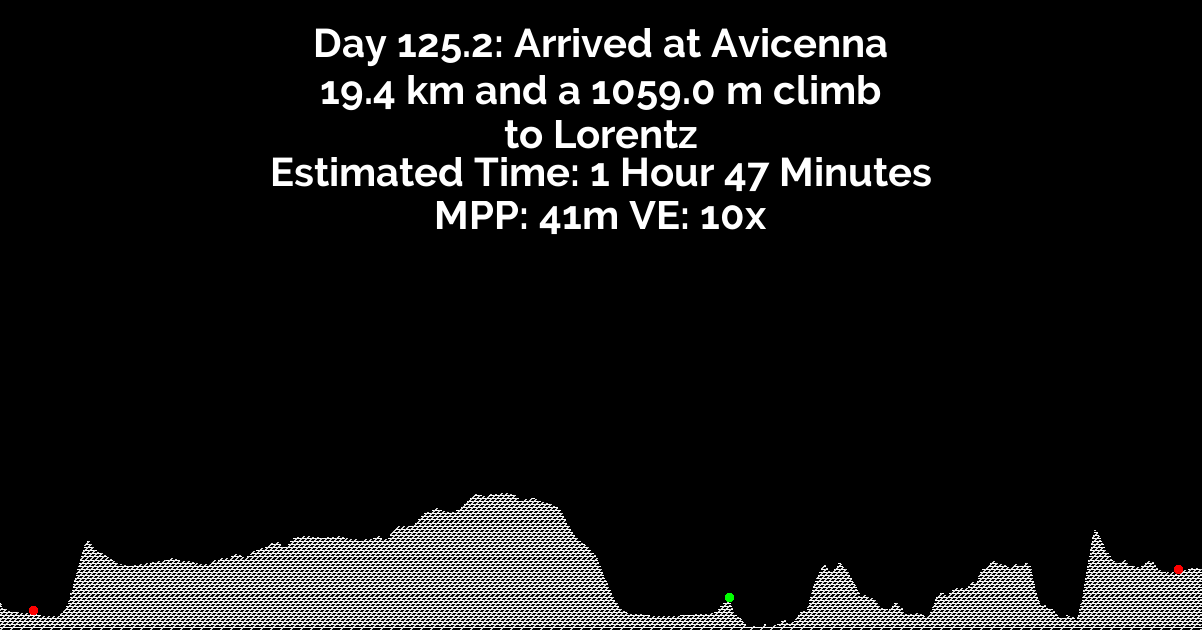 Day 125.2: Arrived at Avicenna
19.4 km and a 1059.0 m climb
to Lorentz
Estimated Time: 1 Hour 47 Minutes
MPP: 41m VE: 10x